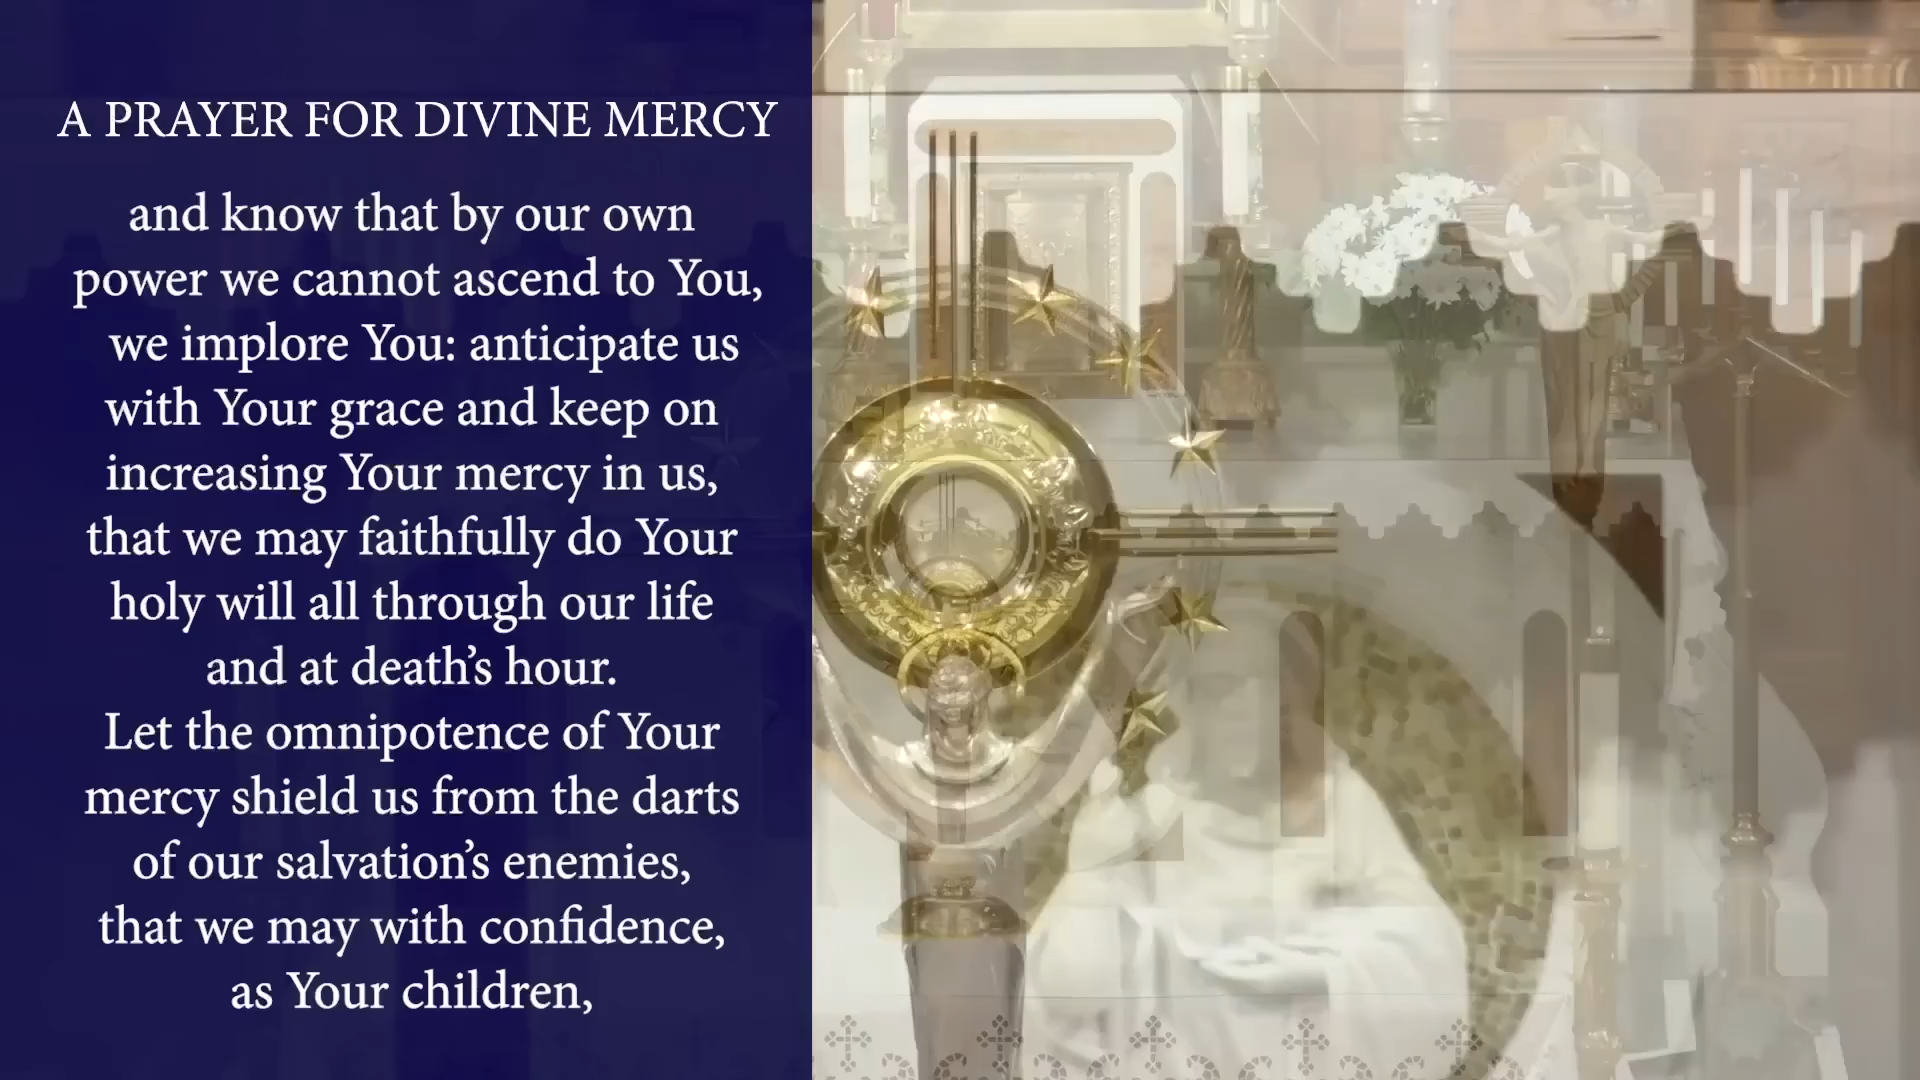 A PRAYER FOR DIVINE MERCY
and know that by our own
power we cannot ascend to You,
we implore You: anticipate us
with Your grace and keep on
increasing Your mercy in us,
that we may faithfully do Your
holy will all through our life
and at death’s hour.
Let the omnipotence of Your
mercy shield us from the darts
of our salvation’s enemies,
that we may with confidence,
as Your children,